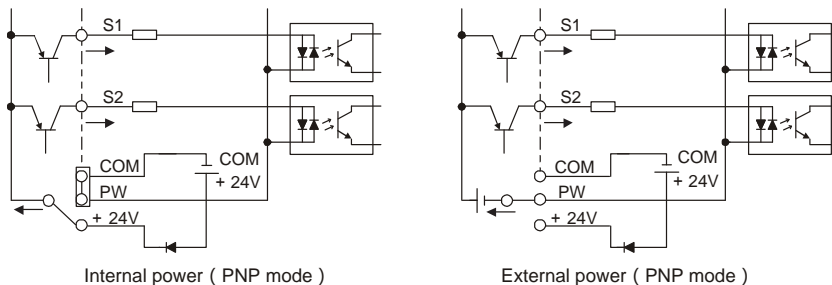 S1
S2
COM
COM
+ 24V
PW
+ 24V
Internal power ( PNP mode )
S1
S2
COM
COM
+ 24V
PW
+ 24V
External power ( PNP mode )